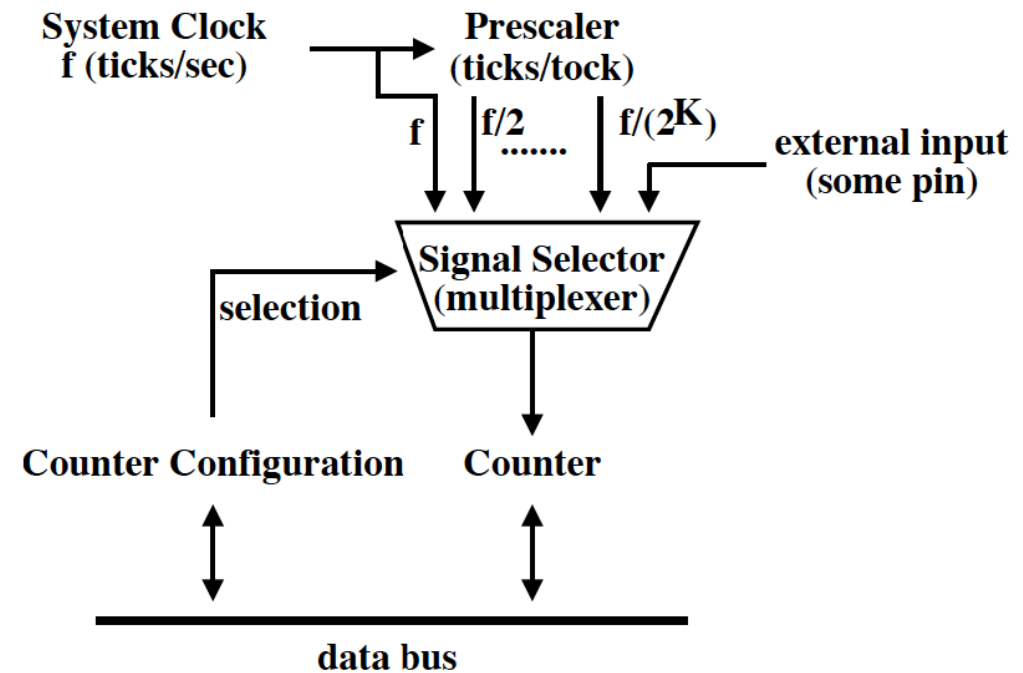 System Clock
f (ticks/sec)
Prescaler
(ticks/tock)
f
f/2
.......
f/(2^K)
external input
(some pin)
Signal Selector
(multiplexer)
selection
Counter Configuration
Counter
data bus